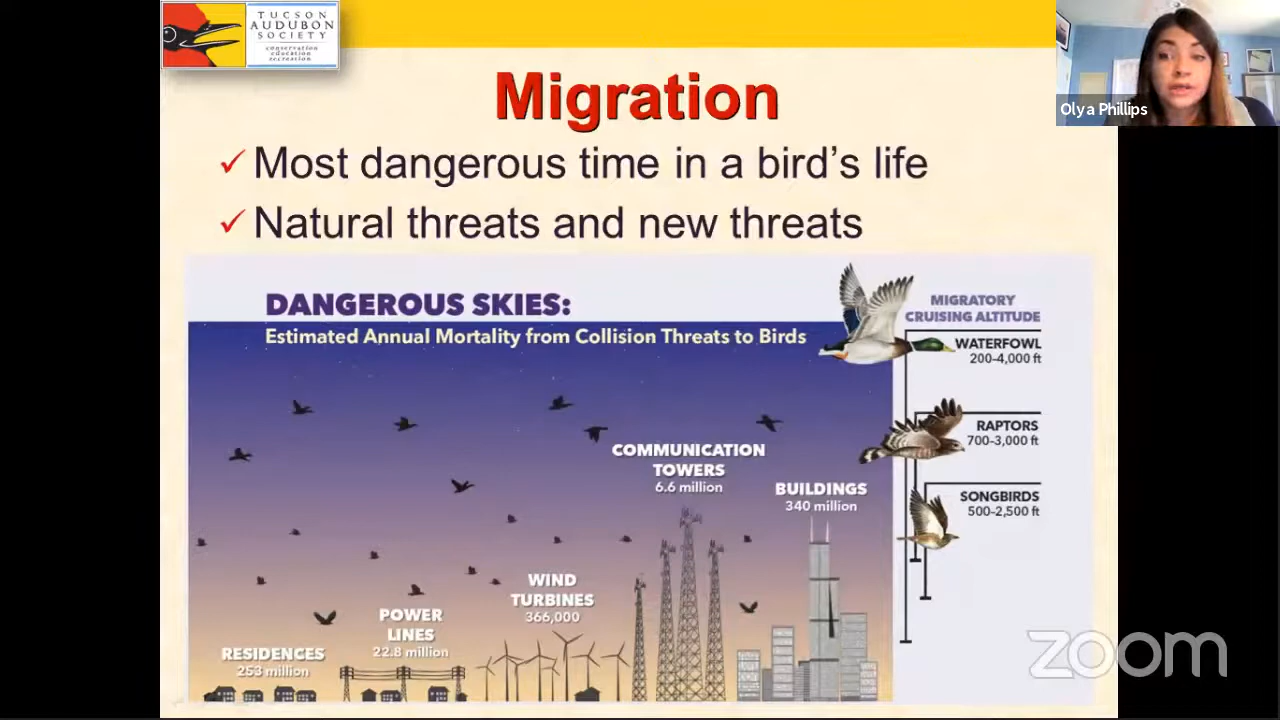 TUCSON
AUDUBON
SOCIETY
conservation
education
recreation
Olya Phillips
Migration
✓ Most dangerous time in a bird’s life
✓ Natural threats and new threats
DANGEROUS SKIES:
Estimated Annual Mortality from Collision Threats to Birds
MIGRATORY
CRUISING ALTITUDE
WATERFOWL
200-4,000 ft
RAPTORS
700-3,000 ft
SONGBIRDS
500-2,500 ft
COMMUNICATION
TOWERS
6.6 million
BUILDINGS
340 million
WIND
TURBINES
366,000
POWER
LINES
22.8 million
RESIDENCES
253 million
zoom